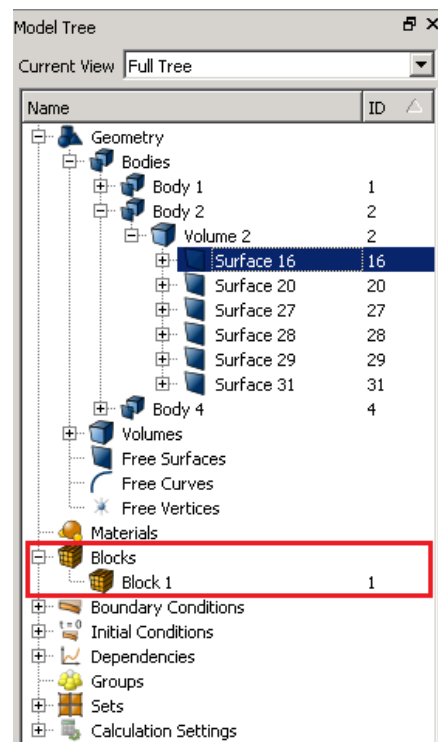 Model Tree
Current View Full Tree
Name ID
Geometry
Bodies
Body 1 1
Body 2 2
Volume 2 2
Surface 16 16
Surface 20 20
Surface 27 27
Surface 28 28
Surface 29 29
Surface 31 31
Body 4 4
Volumes
Free Surfaces
Free Curves
Free Vertices
Materials
Blocks
Block 1 1
Boundary Conditions
t=0 Initial Conditions
Dependencies
Groups
Sets
Calculation Settings